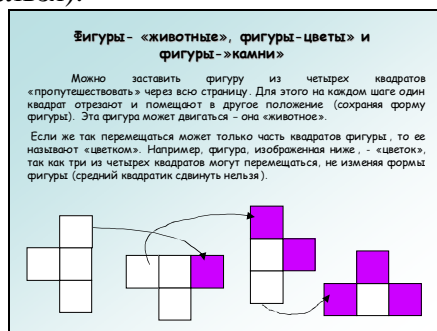 ались).
Фигуры- «животные», фигуры-цветы» и
фигуры-»камни»
Можно заставить фигуру из четырех квадратов
«пропутешествовать» через всю страницу. Для этого на каждом шаге один
квадрат отрезают и помещают в другое положение (сохраняя форму
фигуры). Эта фигура может двигаться – она «животное».
Если же так перемещаться может только часть квадратов фигуры, то ее
называют «цветком». Например, фигура, изображенная ниже, - «цветок»,
так как три из четырех квадратов могут перемещаться, не изменяя формы
фигуры (средний квадратик сдвинуть нельзя).